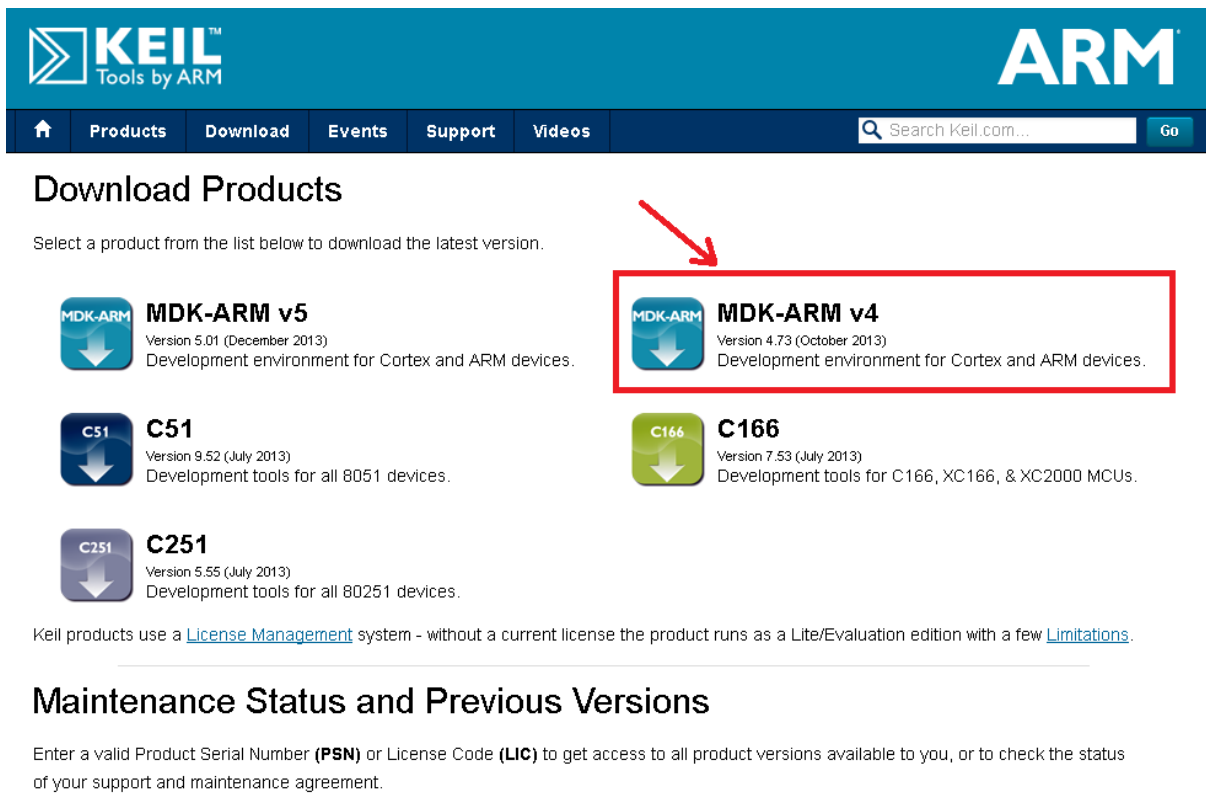 KEIL™
Tools by ARM
ARM
Products Download Events Support Videos
Search Keil.com...
Go
Download Products
Select a product from the list below to download the latest version.
MDK-ARM
MDK-ARM v5
Version 5.01 (December 2013)
Development environment for Cortex and ARM devices.
MDK-ARM
MDK-ARM v4
Version 4.73 (October 2013)
Development environment for Cortex and ARM devices.
C51
C51
Version 9.52 (July 2013)
Development tools for all 8051 devices.
C166
C166
Version 7.53 (July 2013)
Development tools for C166, XC166, & XC2000 MCUs.
C251
C251
Version 5.55 (July 2013)
Development tools for all 80251 devices.
Keil products use a License Management system - without a current license the product runs as a Lite/Evaluation edition with a few Limitations.
Maintenance Status and Previous Versions
Enter a valid Product Serial Number (PSN) or License Code (LIC) to get access to all product versions available to you, or to check the status
of your support and maintenance agreement.